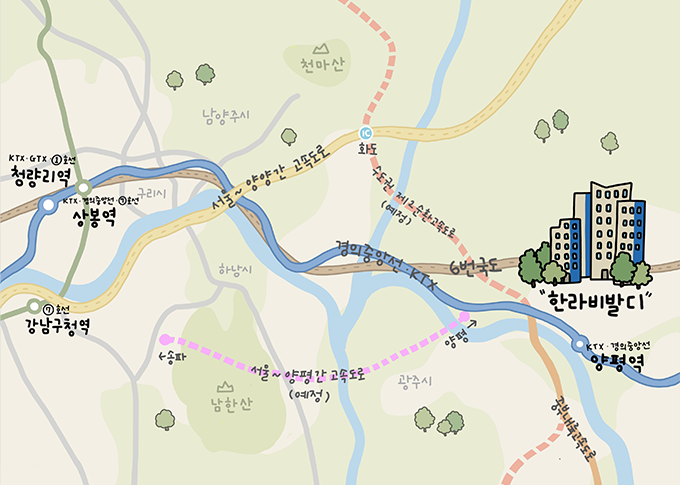 천마산
남양주시
IC
화도
KTX·GTX ①호선
청량리역
구리시
서울~양양간 고속도로
수도권 제2순환고속도로
(예정)
KTX·경의중앙선·⑦호선
상봉역
경의중앙선·KTX
6번국도
하남시
"한라비발디"
⑦호선
강남구청역
양평
KTX·경의중앙선
양평역
←송파
서울~양평간 고속도로
(예정)
광주시
남한산
중부내륙고속도로